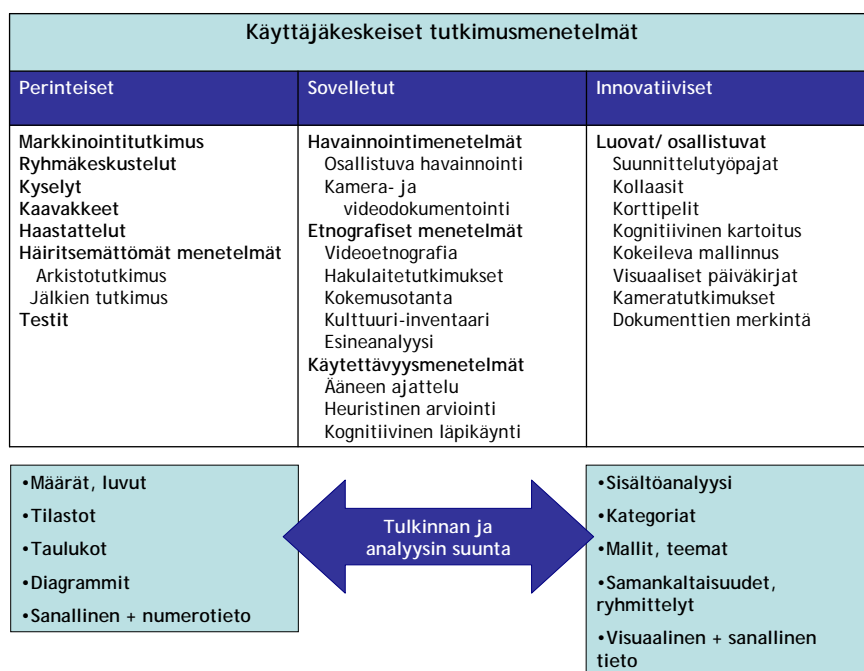 Käyttäjäkeskeiset tutkimusmenetelmät
Perinteiset
Markkinointitutkimus
Ryhmäkeskustelut
Kyselyt
Kaavakkeet
Haastattelut
Häiritsemättömät menetelmät
Arkistotutkimus
Jälkien tutkimus
Testit
Sovelletut
Havainnointimenetelmät
Osallistuva havainnointi
Kamera- ja
videodokumentointi
Etnografiset menetelmät
Videoetnografia
Hakulaitetutkimukset
Kokemusotanta
Kulttuuri-inventaari
Esineanalyysi
Käytettävyysmenetelmät
Ääneen ajattelu
Heuristinen arviointi
Kognitiivinen läpikäynti
Innovatiiviset
Luovat/ osallistuvat
Suunnittelutyöpajat
Kollaasit
Korttipelit
Kognitiivinen kartoitus
Kokeileva mallinnus
Visuaaliset päiväkirjat
Kameratutkimukset
Dokumenttien merkintä
•Määrät, luvut
•Tilastot
•Taulukot
•Diagrammit
•Sanallinen + numerotieto
Tulkinnan ja
analyysin suunta
•Sisältöanalyysi
•Kategoriat
•Mallit, teemat
•Samankaltaisuudet,
ryhmittelyt
•Visuaalinen + sanallinen
tieto